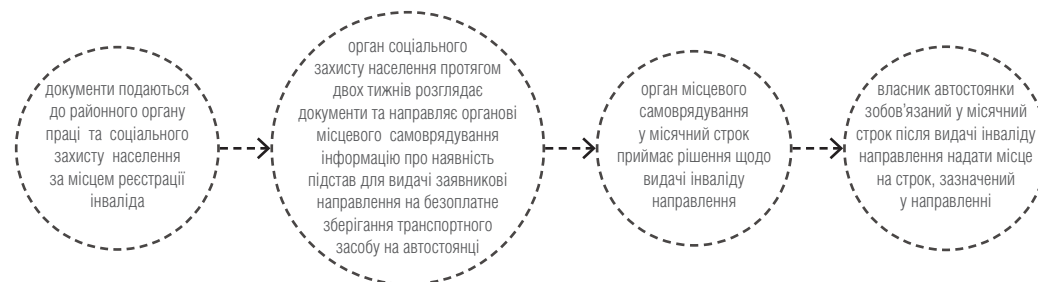 документи подаються
до районного органу
праці та соціального
захисту населення
за місцем реєстрації
інваліда
орган соціального
захисту населення протягом
двох тижнів розглядає
документи та направляє органові
місцевого самоврядування
інформацію про наявність
підстав для видачі заявникові
направлення на безоплатне
зберігання транспортного
засобу на автостоянці
орган місцевого
самоврядування
у місячний строк
приймає рішення щодо
видачі інваліду
направлення
власник автостоянки
зобов’язаний у місячний
строк після видачі інваліду
направлення надати місце
на строк, зазначений
у направленні